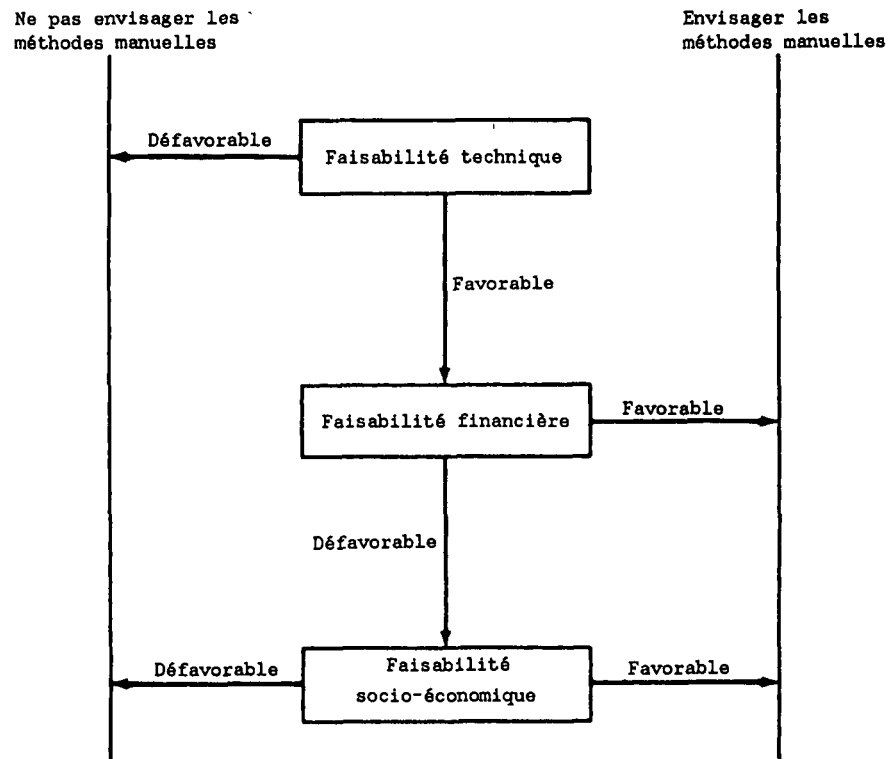 Ne pas envisager les
méthodes manuelles
Envisager les
méthodes manuelles
Défavorable
Faisabilité technique
Favorable
Faisabilité financière
Favorable
Défavorable
Défavorable
Faisabilité
socio-économique
Favorable